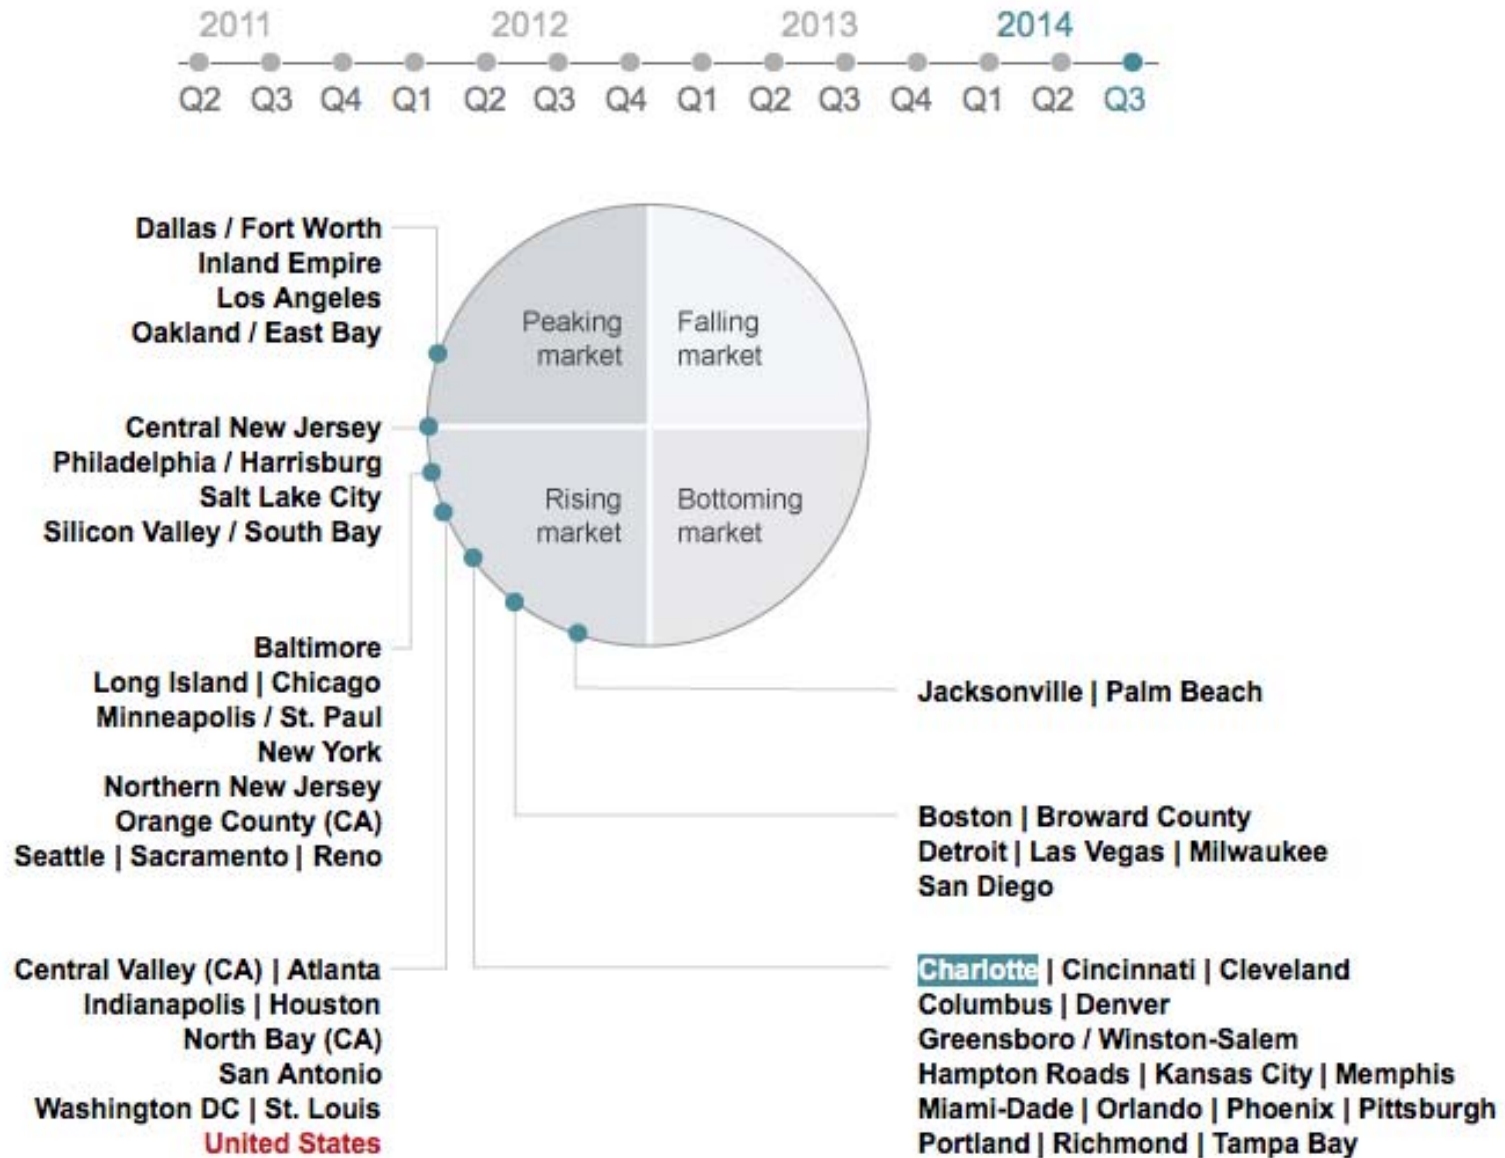 2011 2012 2013 2014
Q2 Q3 Q4 Q1 Q2 Q3 Q4 Q1 Q2 Q3 Q4 Q1 Q2 Q3
Dallas / Fort Worth
Inland Empire
Los Angeles
Oakland / East Bay
Central New Jersey
Philadelphia / Harrisburg
Salt Lake City
Silicon Valley / South Bay
Baltimore
Long Island | Chicago
Minneapolis / St. Paul
New York
Northern New Jersey
Orange County (CA)
Seattle | Sacramento | Reno
Central Valley (CA) | Atlanta
Indianapolis | Houston
North Bay (CA)
San Antonio
Washington DC | St. Louis
United States
Peaking
market
Falling
market
Rising
market
Bottoming
market
Jacksonville | Palm Beach
Boston | Broward County
Detroit | Las Vegas | Milwaukee
San Diego
Charlotte | Cincinnati | Cleveland
Columbus | Denver
Greensboro / Winston-Salem
Hampton Roads | Kansas City | Memphis
Miami-Dade | Orlando | Phoenix | Pittsburgh
Portland | Richmond | Tampa Bay